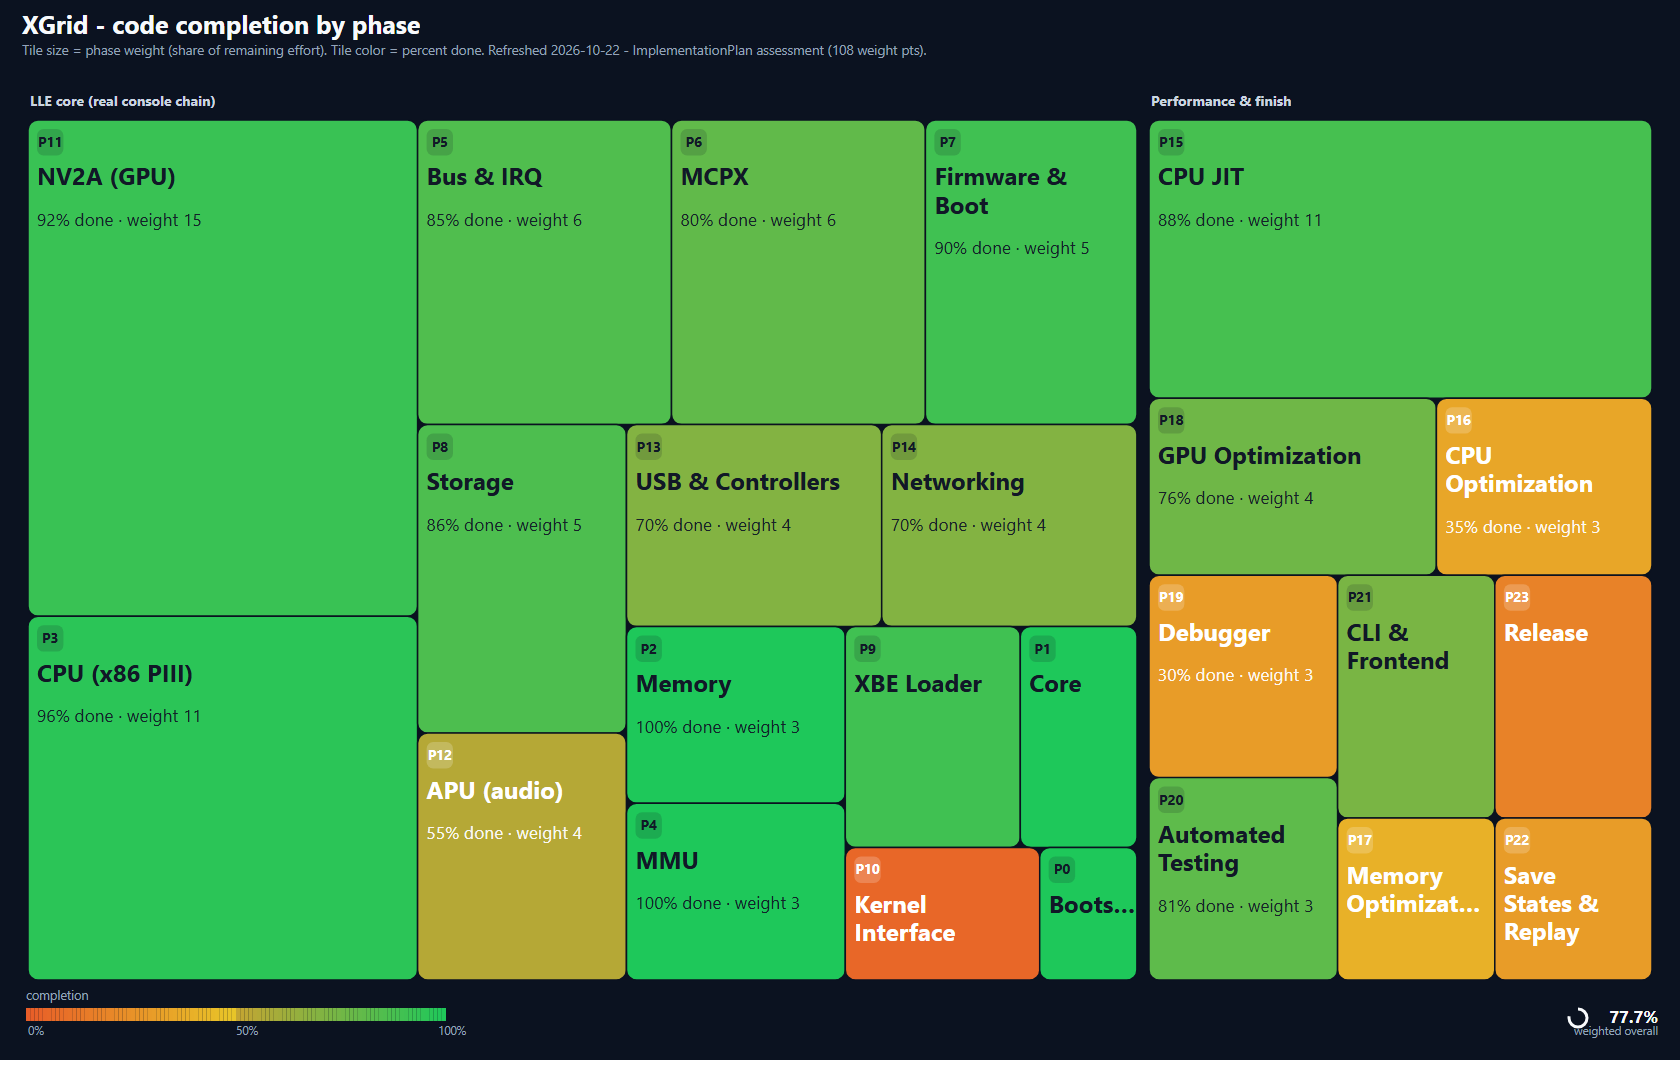 XGrid - code completion by phase
Tile size = phase weight (share of remaining effort). Tile color = percent done. Refreshed 2026-10-22 - ImplementationPlan assessment (108 weight pts).
LLE core (real console chain)
P11
NV2A (GPU)
92% done · weight 15
P5
Bus & IRQ
85% done · weight 6
P6
MCPX
80% done · weight 6
P7
Firmware &
Boot
90% done · weight 5
P8
Storage
86% done · weight 5
P13
USB & Controllers
70% done · weight 4
P14
Networking
70% done · weight 4
P3
CPU (x86 PIII)
96% done · weight 11
P12
APU (audio)
55% done · weight 4
P2
Memory
100% done · weight 3
P9
XBE Loader
P1
Core
P4
MMU
100% done · weight 3
P10
Kernel
Interface
P0
Boots...
Performance & finish
P15
CPU JIT
88% done · weight 11
P18
GPU Optimization
76% done · weight 4
P16
CPU
Optimization
35% done · weight 3
P19
Debugger
30% done · weight 3
P21
CLI &
Frontend
P23
Release
P20
Automated
Testing
81% done · weight 3
P17
Memory
Optimizat...
P22
Save
States &
Replay
completion
0%
50%
100%
77.7%
weighted overall